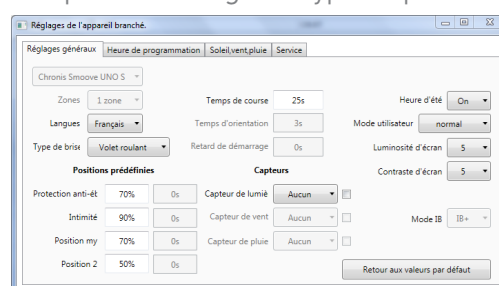 Réglages de l'appareil branché.
Réglages généraux Heure de programmation Soleil,vent,pluie Service
Chronis Smoove UNO S
Zones 1 zone Temps de course 25s Heure d'été On
Langues Français Temps d'orientation 3s Mode utilisateur normal
Type de brise Volet roulant Retard de démarrage 0s Luminosité d'écran 5
Positions prédéfinies Capteurs Contraste d'écran 5
Protection anti-éb 70% 0s Capteur de lumiè Aucun
Intimité 90% 0s Capteur de vent Aucun Mode IB IB+
Position my 70% 0s Capteur de pluie Aucun
Position 2 50% 0s Retour aux valeurs par défaut